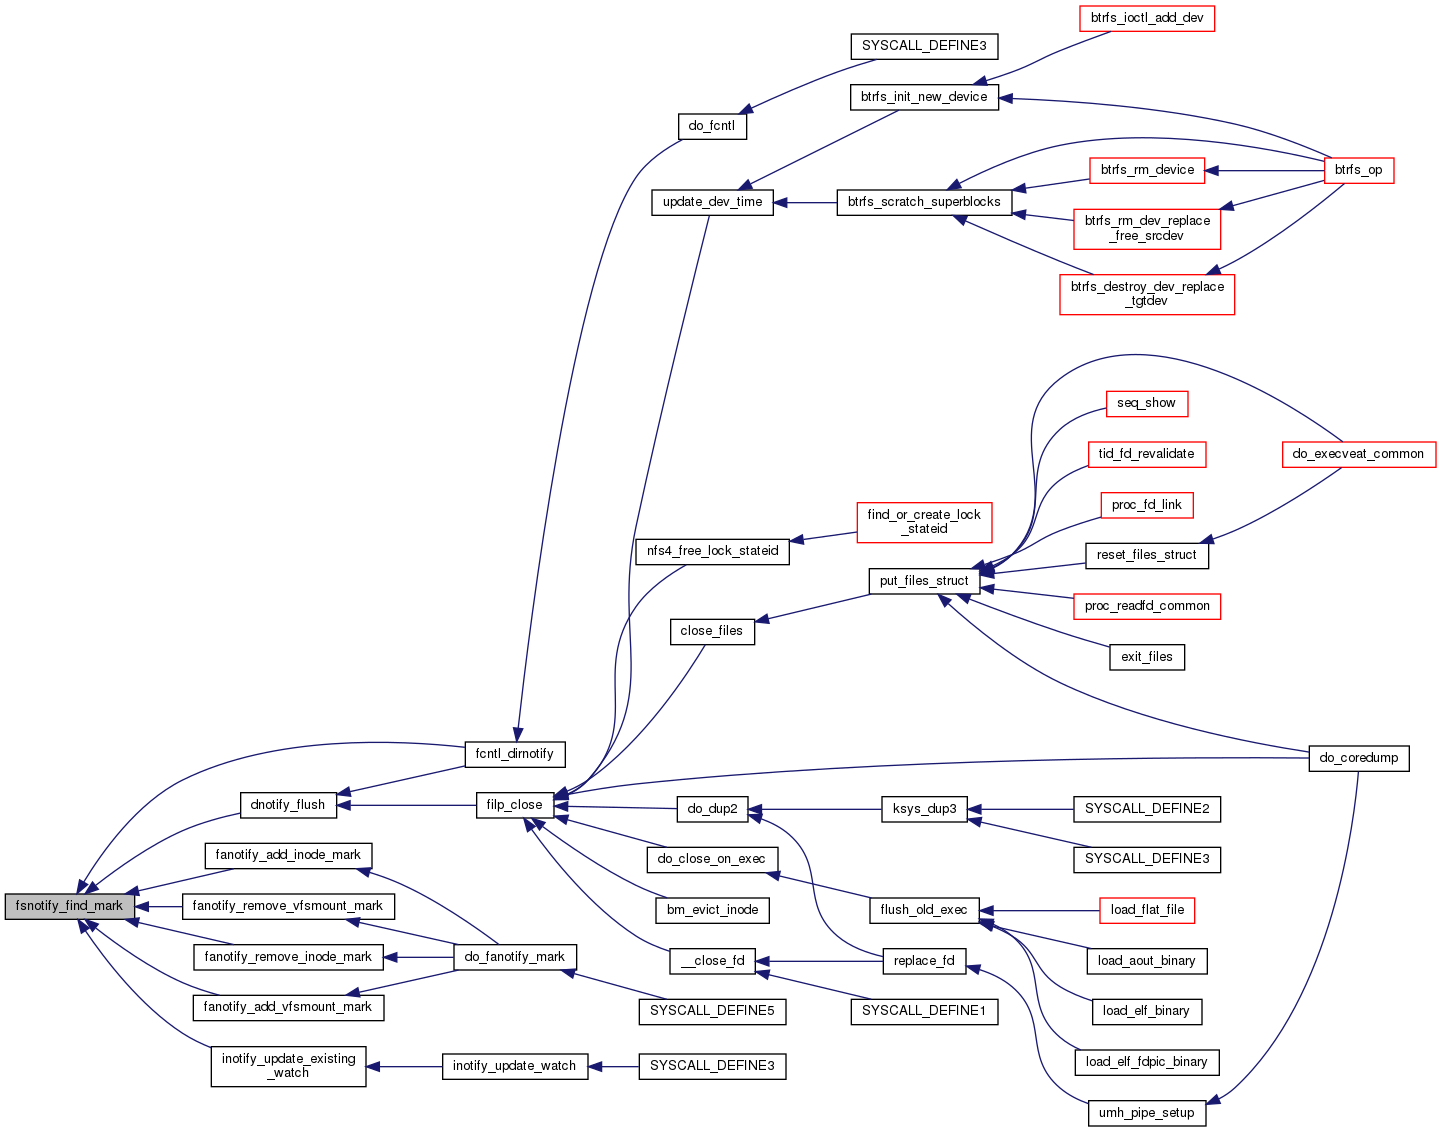 btrfs_ioctl_add_dev
SYSCALL_DEFINE3
btrfs_init_new_device
do_fcntl
btrfs_rm_device
btrfs_op
update_dev_time
btrfs_scratch_superblocks
btrfs_rm_dev_replace
_free_srcdev
btrfs_destroy_dev_replace
_tgtdev
seq_show
tid_fd_revalidate
do_execveat_common
proc_fd_link
find_or_create_lock
_stateid
nfs4_free_lock_stateid
reset_files_struct
put_files_struct
proc_readfd_common
close_files
exit_files
fcntl_dirnotify
do_coredump
dnotify_flush
filp_close
do_dup2
ksys_dup3
SYSCALL_DEFINE2
fanotify_add_inode_mark
do_close_on_exec
SYSCALL_DEFINE3
fsnotify_find_mark
fanotify_remove_vfsmount_mark
bm_evict_inode
flush_old_exec
load_flat_file
fanotify_remove_inode_mark
do_fanotify_mark
__close_fd
replace_fd
load_aout_binary
fanotify_add_vfsmount_mark
SYSCALL_DEFINE5
SYSCALL_DEFINE1
load_elf_binary
inotify_update_existing
_watch
inotify_update_watch
SYSCALL_DEFINE3
load_elf_fdpic_binary
umh_pipe_setup